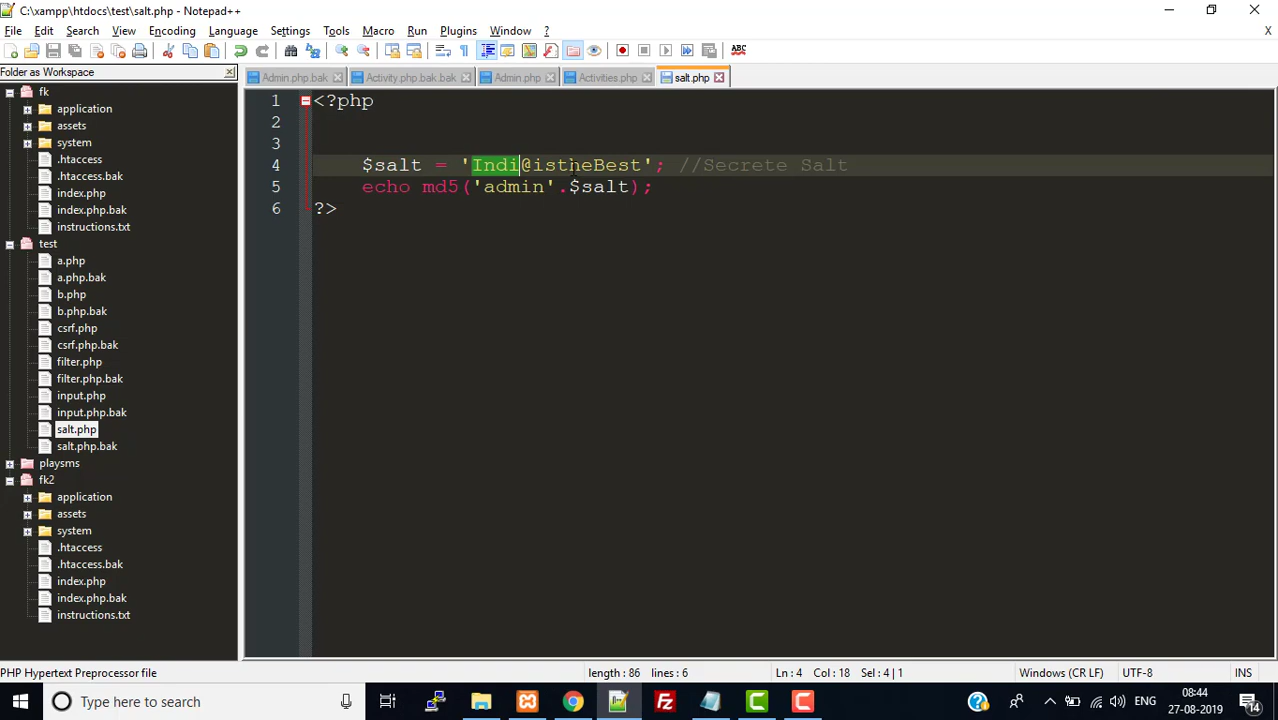 C:\xampp\htdocs\test\salt.php - Notepad++
File Edit Search View Encoding Language Settings Tools Macro Run Plugins Window ? X
Folder as Workspace
Admin.php.bak Activity.php.bak.bak Admin.php Activities.php salt.php
fk
application
assets
system
.htaccess
.htaccess.bak
index.php
index.php.bak
instructions.txt
test
a.php
a.php.bak
b.php
b.php.bak
csrf.php
csrf.php.bak
filter.php
filter.php.bak
input.php
input.php.bak
salt.php
salt.php.bak
playsms
fk2
application
assets
system
.htaccess
.htaccess.bak
index.php
index.php.bak
instructions.txt
1 <?php
2
3
4 $salt = 'Indi@istheBest'; //Secrete Salt
5 echo md5('admin'.$salt);
6 ?>
PHP Hypertext Preprocessor file length : 86 lines : 6 Ln : 4 Col : 18 Sel : 4 | 1 Windows (CR LF) UTF-8 INS
Type here to search
ENG 08:44
27-08-2019
14